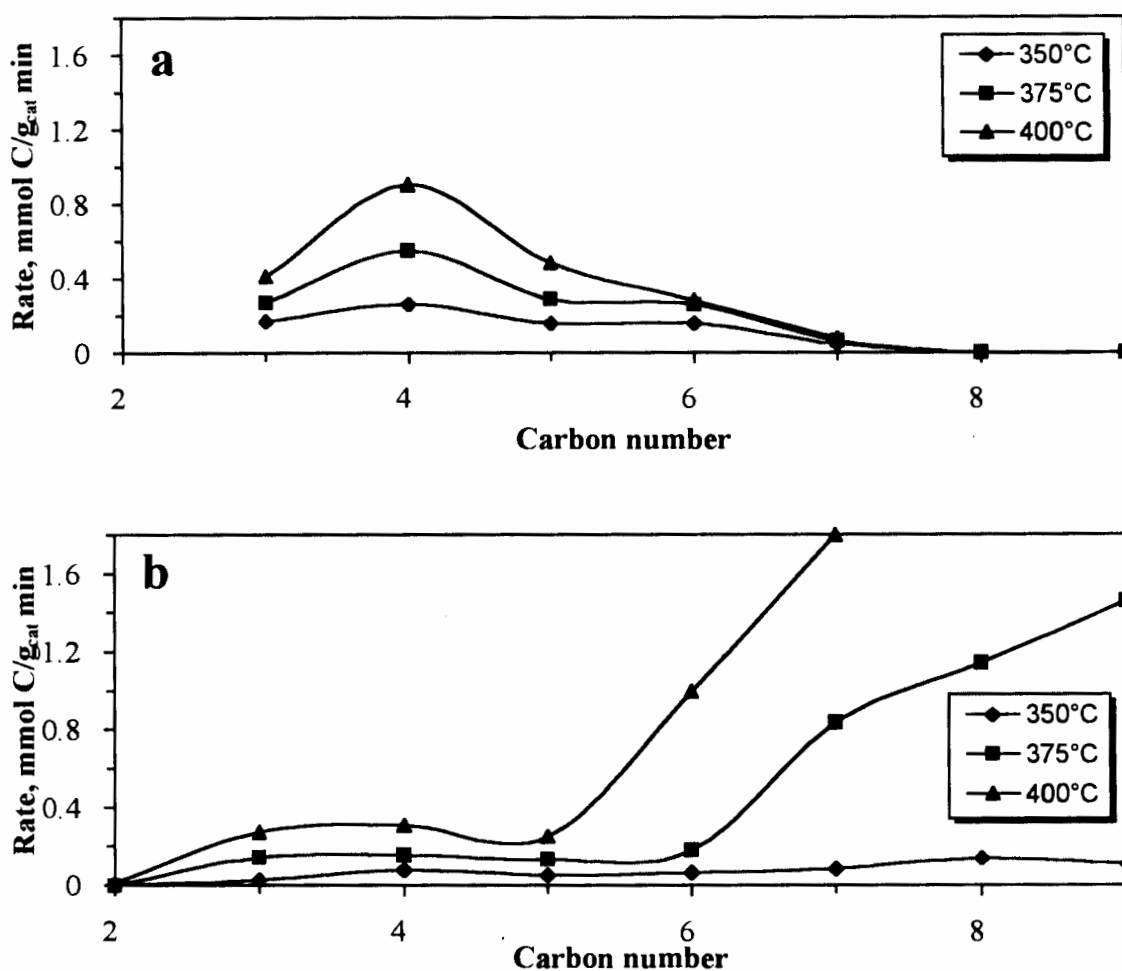 a
Rate, mmol C/gcat min
1.6
1.2
0.8
0.4
0
350°C
375°C
400°C
2
4
6
8
Carbon number
b
Rate, mmol C/gcat min
1.6
1.2
0.8
0.4
0
350°C
375°C
400°C
2
4
6
8
Carbon number